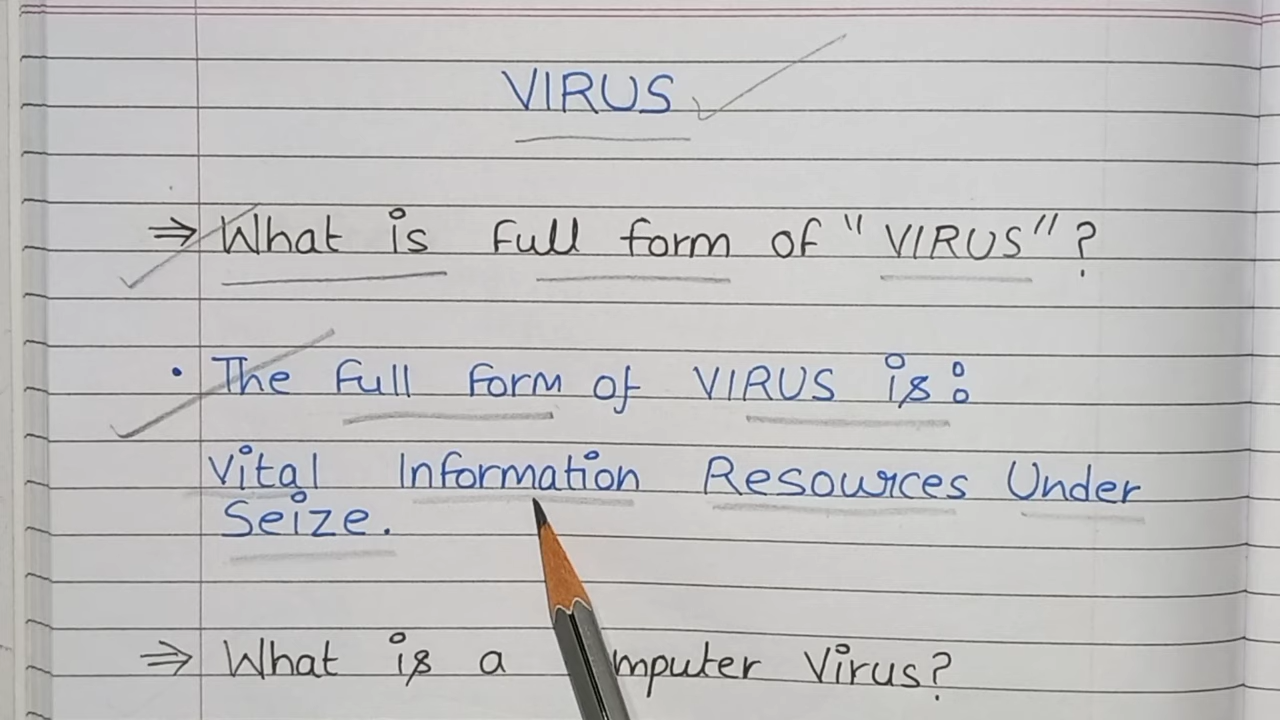 VIRUS
⇒ What is full form of "VIRUS"?
• The Full Form of VIRUS is:
Vital Information Resources Under
Seize.
⇒ What is a mputer Virus?